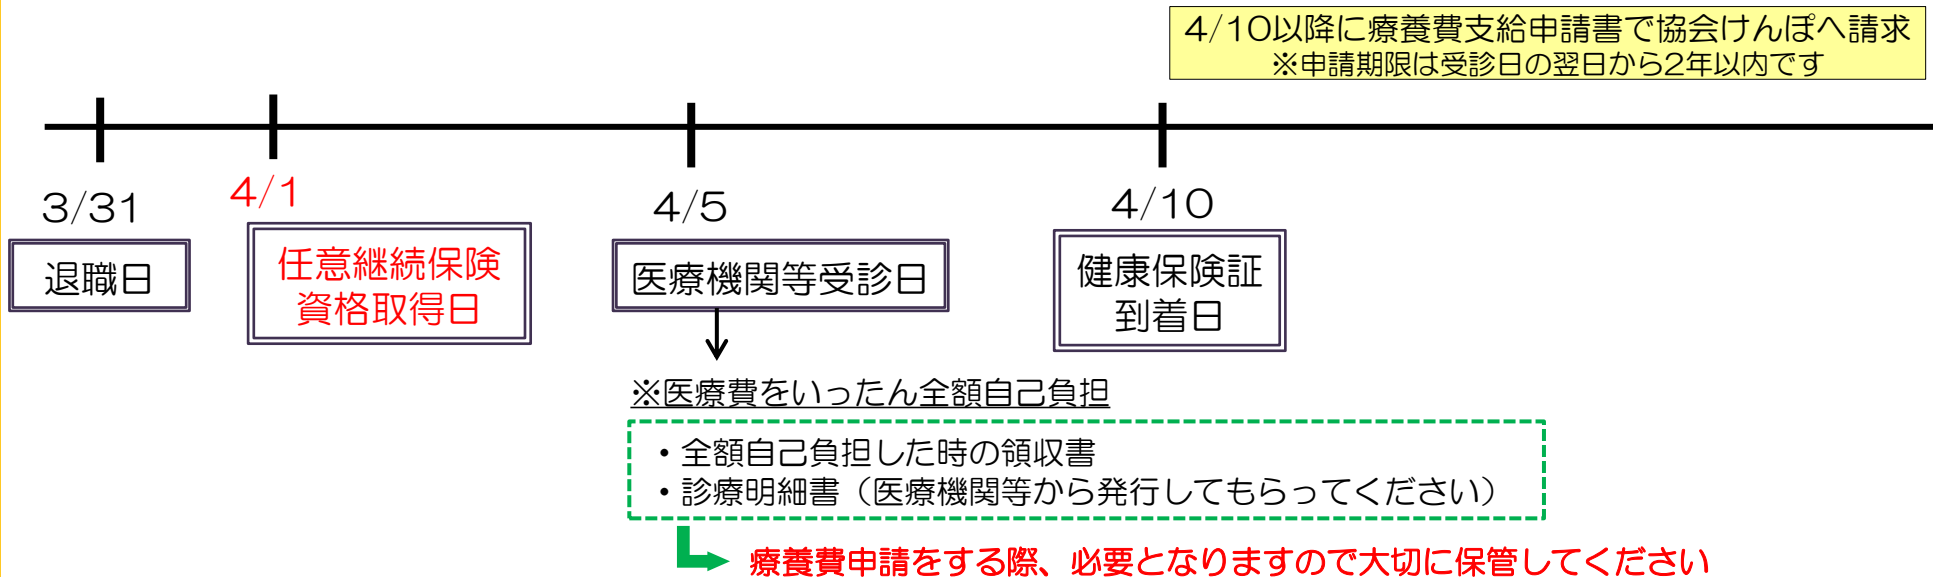 4/10以降に療養費支給申請書で協会けんぽへ請求
※申請期限は受診日の翌日から2年以内です
3/31
退職日
4/1
任意継続保険
資格取得日
4/5
医療機関等受診日
4/10
健康保険証
到着日
※医療費をいったん全額自己負担
・全額自己負担した時の領収書
・診療明細書（医療機関等から発行してもらってください）
療養費申請をする際、必要となりますので大切に保管してください